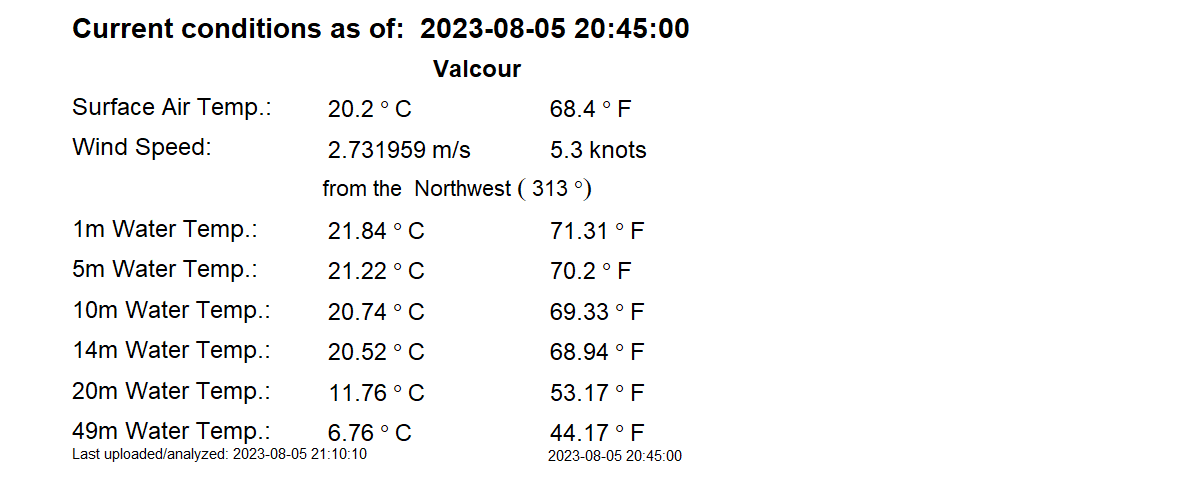 Current conditions as of: 2023-08-05 20:45:00
Valcour
Surface Air Temp.: 20.2 ° C 68.4 ° F
Wind Speed: 2.731959 m/s 5.3 knots
from the Northwest ( 313 °)
1m Water Temp.: 21.84 ° C 71.31 ° F
5m Water Temp.: 21.22 ° C 70.2 ° F
10m Water Temp.: 20.74 ° C 69.33 ° F
14m Water Temp.: 20.52 ° C 68.94 ° F
20m Water Temp.: 11.76 ° C 53.17 ° F
49m Water Temp.: 6.76 ° C 44.17 ° F
Last uploaded/analyzed: 2023-08-05 21:10:10 2023-08-05 20:45:00